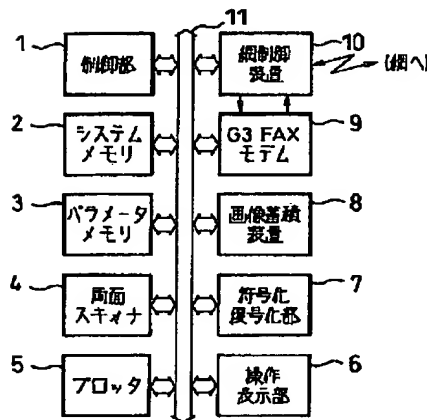 11
1
制御部
10
網制御
装置
(網へ)
2
システム
メモリ
9
G3 FAX
モデム
3
パラメータ
メモリ
8
画像蓄積
装置
4
両面
スキャナ
7
符号化
復号化部
5
プロッタ
6
操作
表示部